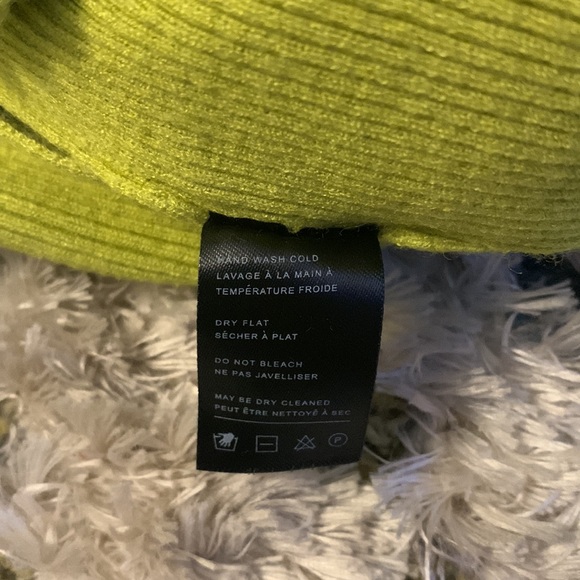 HAND WASH COLD
LAVAGE À LA MAIN À
TEMPÉRATURE FROIDE
DRY FLAT
SÉCHER À PLAT
DO NOT BLEACH
NE PAS JAVELLISER
MAY BE DRY CLEANED
PEUT ÊTRE NETTOYÉ À SEC
P